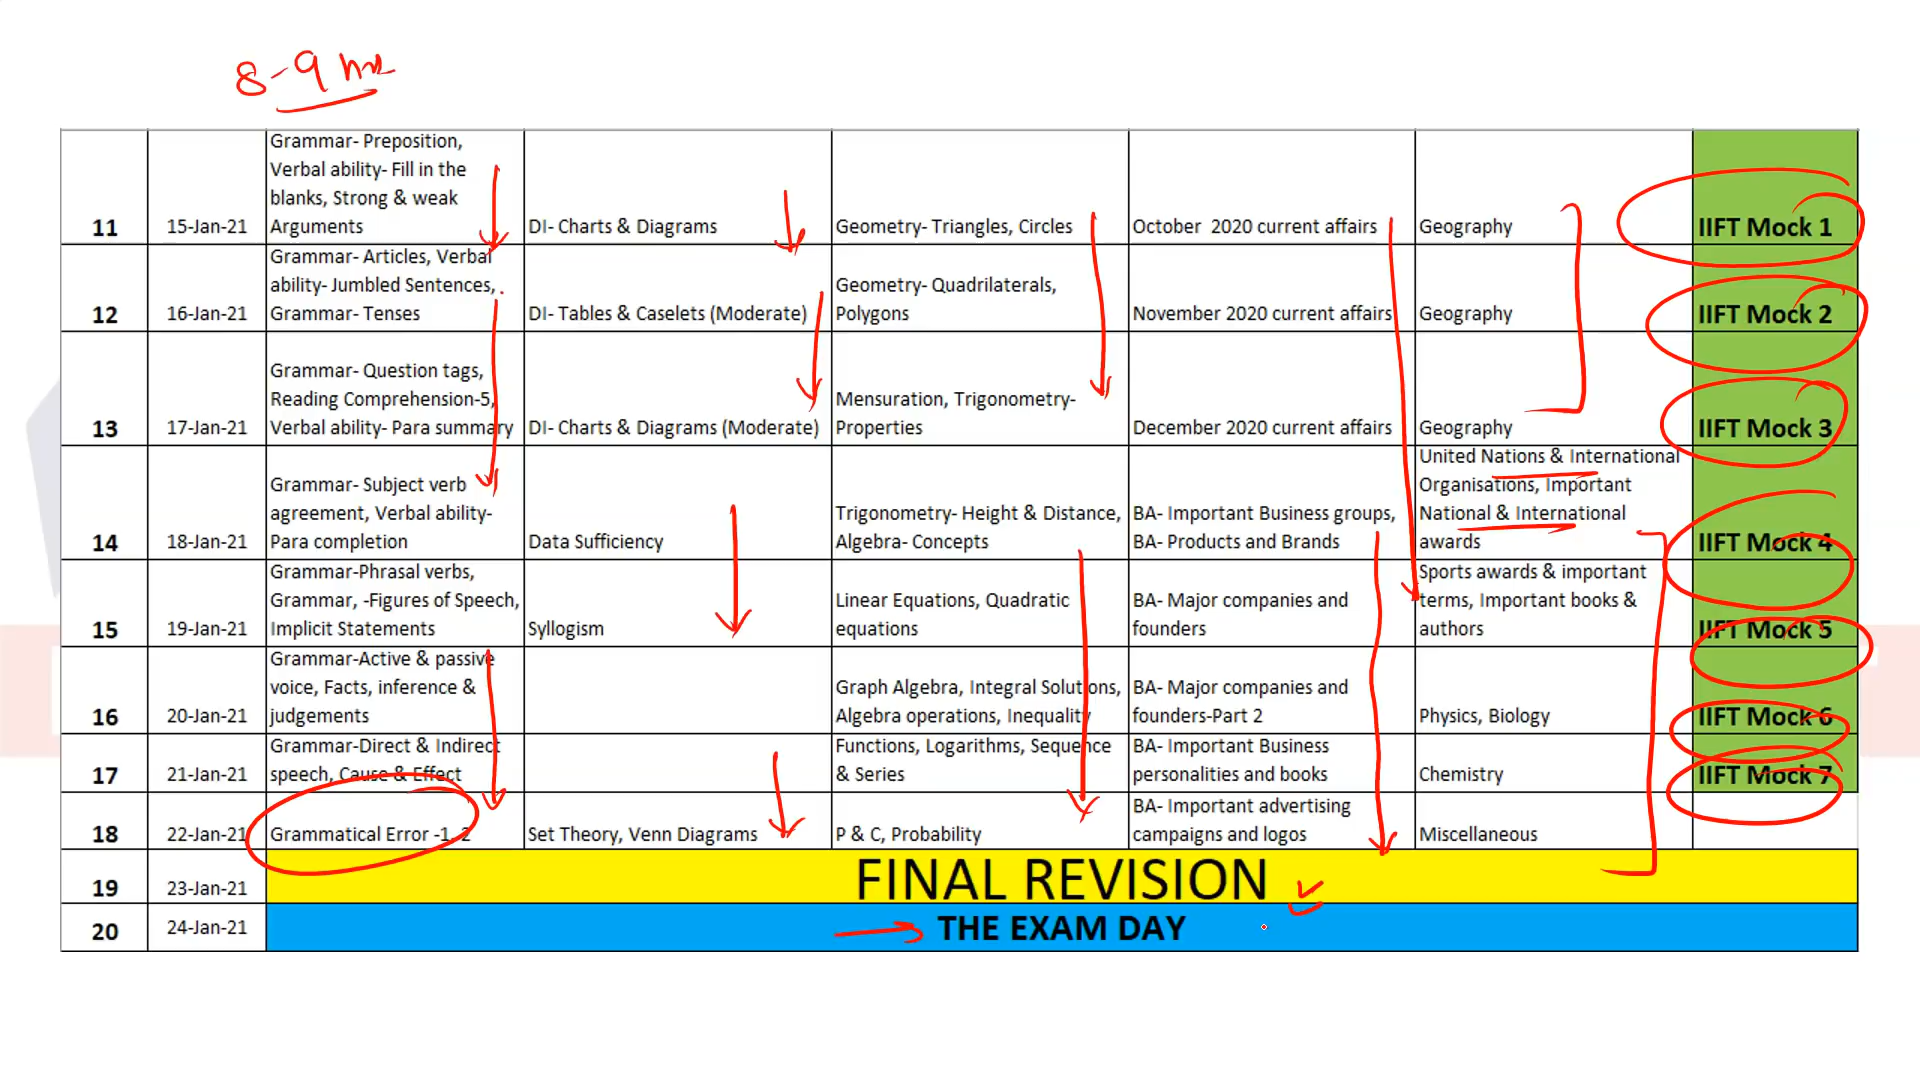 8-9 hrs
Grammar- Preposition,
Verbal ability- Fill in the
blanks, Strong & weak
11 15-Jan-21 Arguments DI- Charts & Diagrams Geometry- Triangles, Circles October 2020 current affairs Geography IIFT Mock 1
Grammar- Articles, Verbal
ability- Jumbled Sentences, Geometry- Quadrilaterals,
12 16-Jan-21 Grammar- Tenses DI- Tables & Caselets (Moderate) Polygons November 2020 current affairs Geography IIFT Mock 2
Grammar- Question tags,
Reading Comprehension-5, Mensuration, Trigonometry-
13 17-Jan-21 Verbal ability- Para summary DI- Charts & Diagrams (Moderate) Properties December 2020 current affairs Geography IIFT Mock 3
United Nations & International
Grammar- Subject verb Organisations, Important
agreement, Verbal ability- Trigonometry- Height & Distance, BA- Important Business groups, National & International
14 18-Jan-21 Para completion Data Sufficiency Algebra- Concepts BA- Products and Brands awards IIFT Mock 4
Grammar-Phrasal verbs, Sports awards & important
Grammar, -Figures of Speech, Linear Equations, Quadratic BA- Major companies and terms, Important books &
15 19-Jan-21 Implicit Statements Syllogism equations founders authors IIFT Mock 5
Grammar-Active & passive
voice, Facts, inference & Graph Algebra, Integral Solutions, BA- Major companies and
16 20-Jan-21 judgements Algebra operations, Inequality founders-Part 2 Physics, Biology IIFT Mock 6
Grammar-Direct & Indirect Functions, Logarithms, Sequence BA- Important Business
17 21-Jan-21 speech, Cause & Effect & Series personalities and books Chemistry IIFT Mock 7
BA- Important advertising
18 22-Jan-21 Grammatical Error -1, 2 Set Theory, Venn Diagrams P & C, Probability campaigns and logos Miscellaneous
19 23-Jan-21 FINAL REVISION
20 24-Jan-21 THE EXAM DAY